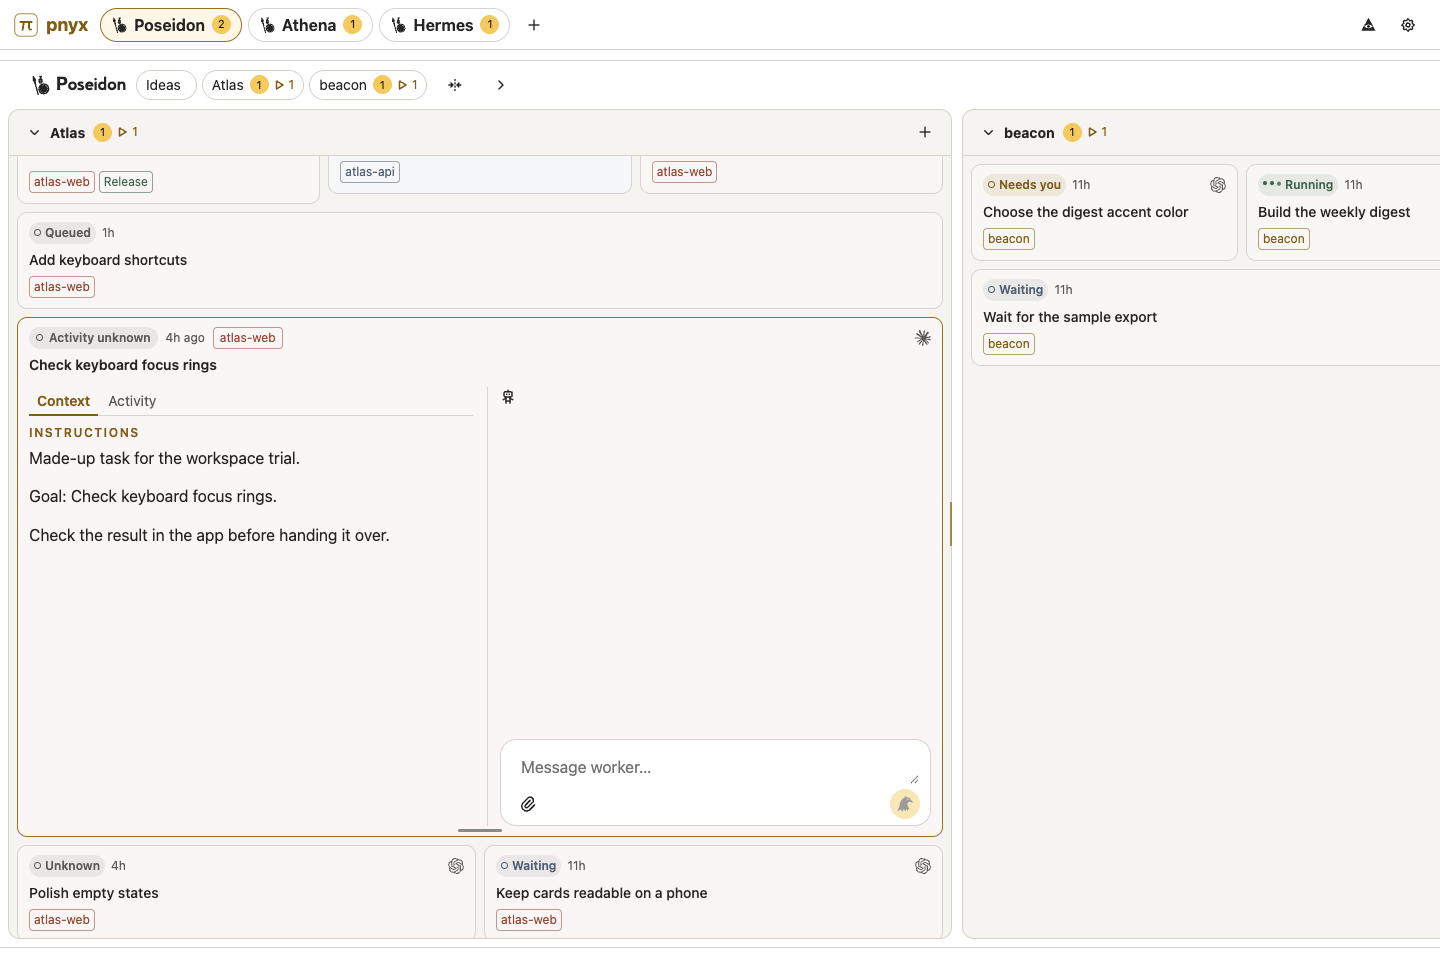 π pnyx Poseidon 2 Athena 1 Hermes 1 +
Poseidon Ideas Atlas 1 1 beacon 1 1
Atlas 1 1
atlas-web Release
atlas-api
atlas-web
Queued 1h
Add keyboard shortcuts
atlas-web
Activity unknown 4h ago atlas-web
Check keyboard focus rings
Context Activity
INSTRUCTIONS
Made-up task for the workspace trial.
Goal: Check keyboard focus rings.
Check the result in the app before handing it over.
Message worker...
Unknown 4h
Polish empty states
atlas-web
Waiting 11h
Keep cards readable on a phone
atlas-web
beacon 1 1
Needs you 11h
Choose the digest accent color
beacon
Running 11h
Build the weekly digest
beacon
Waiting 11h
Wait for the sample export
beacon